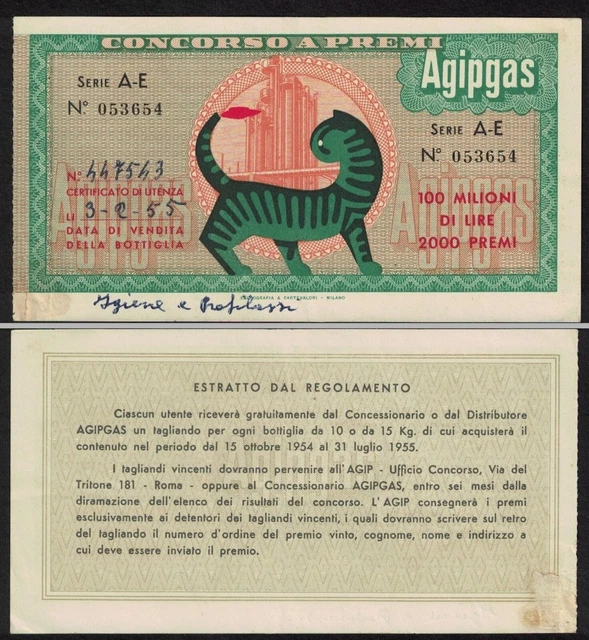 CONCORSO A PREMI
Agipgas
SERIE A-E
Nº 053654
SERIE A-E
Nº 053654
Nº 447543
CERTIFICATO DI UTENZA
LI 3-2-55
DATA DI VENDITA
DELLA BOTTIGLIA
100 MILIONI
DI LIRE
2000 PREMI
CARTEVALORI - MILANO
Igiene e Profilassi
ESTRATTO DAL REGOLAMENTO
Ciascun utente riceverà gratuitamente dal Concessionario o dal Distributore
AGIPGAS un tagliando per ogni bottiglia da 10 o da 15 Kg. di cui acquisterà il
contenuto nel periodo dal 15 ottobre 1954 al 31 luglio 1955.
I tagliandi vincenti dovranno pervenire all'AGIP - Ufficio Concorso, Via del
Tritone 181 - Roma - oppure al Concessionario AGIPGAS, entro sei mesi dalla
diramazione dell'elenco dei risultati del concorso. L'AGIP consegnerà i premi
esclusivamente ai detentori dei tagliandi vincenti, i quali dovranno scrivere sul retro
del tagliando il numero d'ordine del premio vinto, cognome, nome e indirizzo a
cui deve essere inviato il premio.